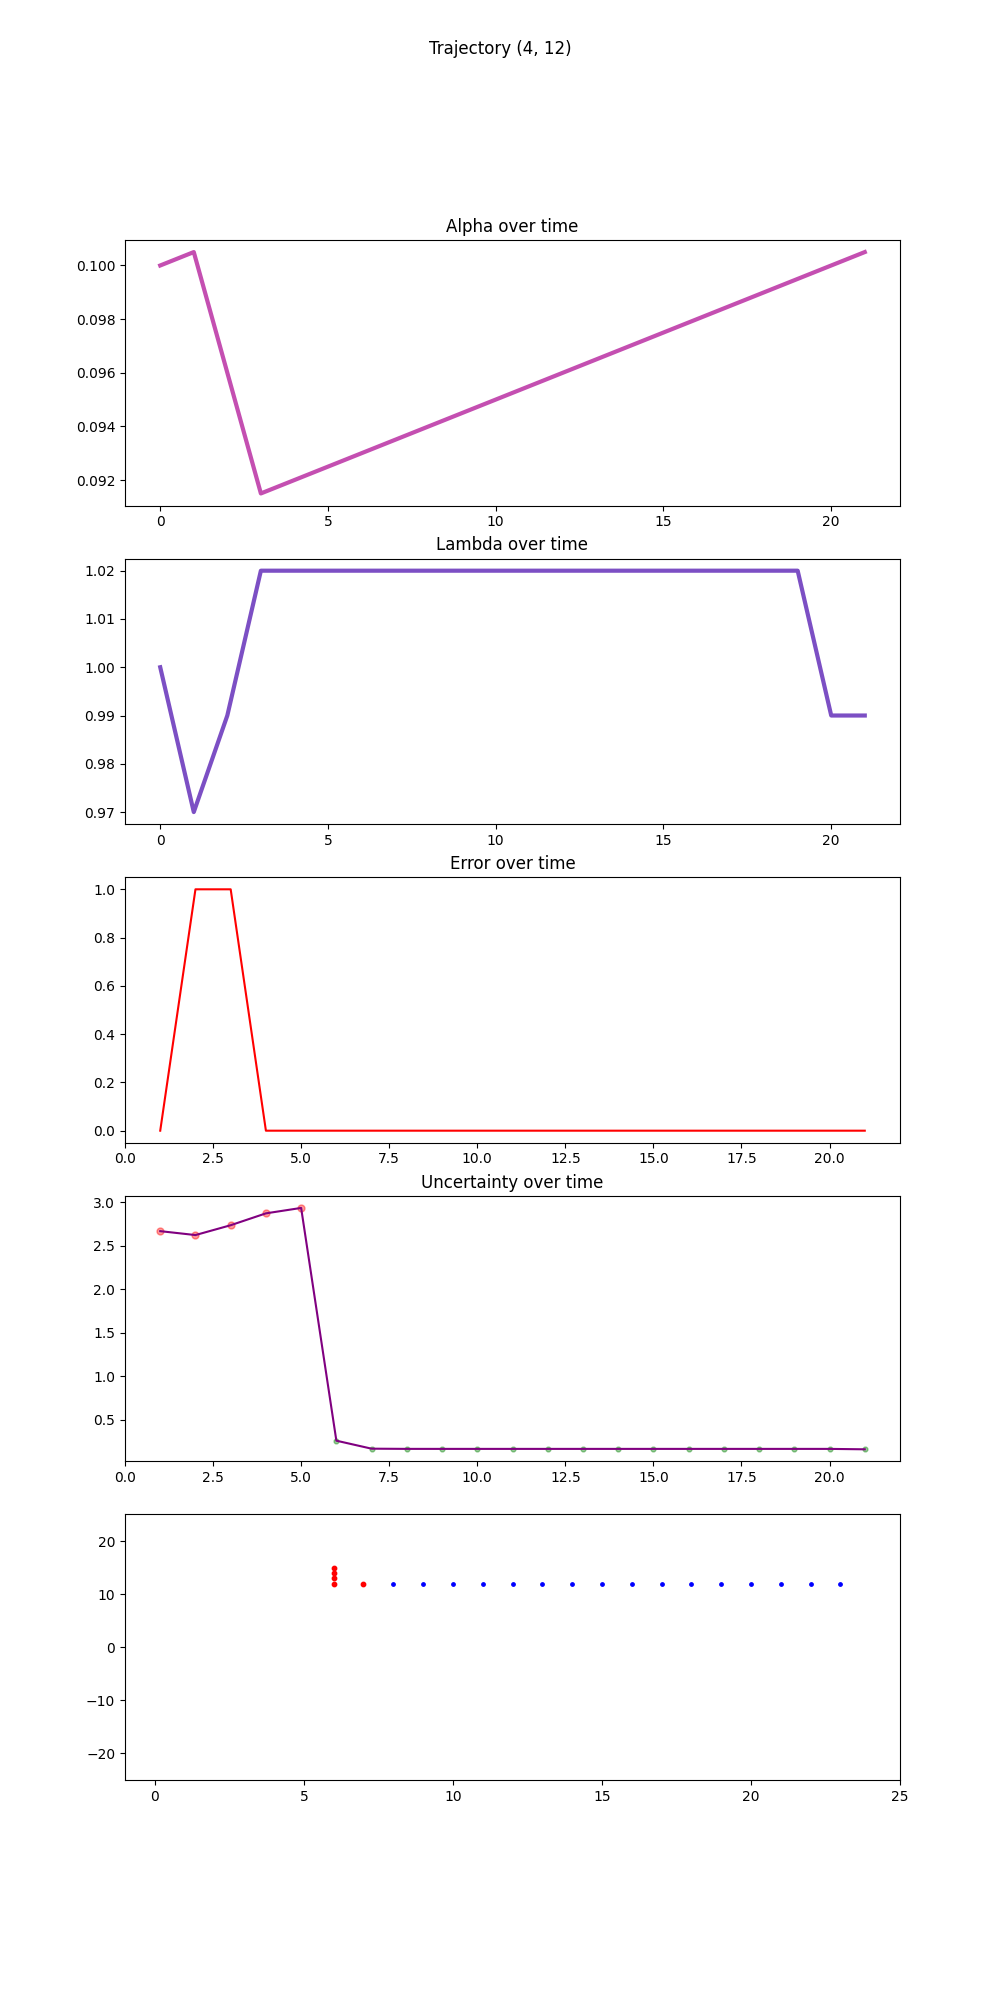 Trajectory (4, 12)
Alpha over time
0.100
0.098
0.096
0.094
0.092
0 5 10 15 20
Lambda over time
1.02
1.01
1.00
0.99
0.98
0.97
0 5 10 15 20
Error over time
1.0
0.8
0.6
0.4
0.2
0.0
0.0 2.5 5.0 7.5 10.0 12.5 15.0 17.5 20.0
Uncertainty over time
3.0
2.5
2.0
1.5
1.0
0.5
0.0 2.5 5.0 7.5 10.0 12.5 15.0 17.5 20.0
20
10
0
−10
−20
0 5 10 15 20 25